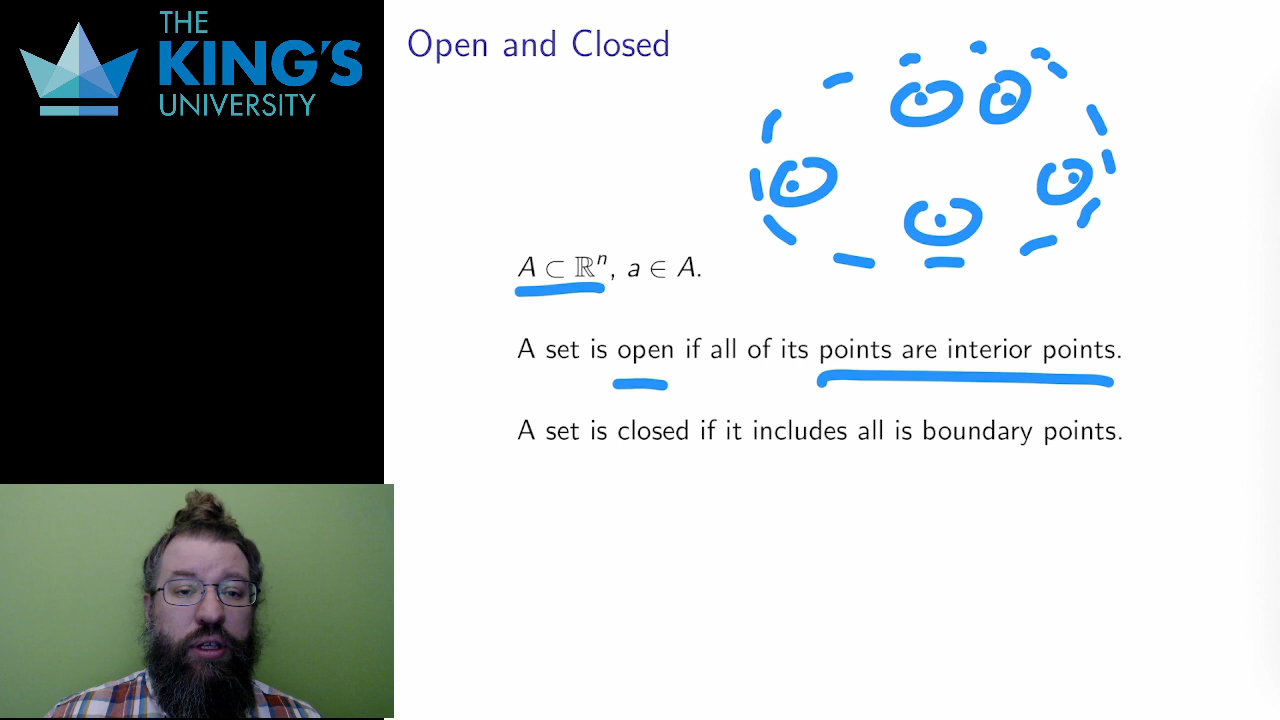 THE
KING'S
UNIVERSITY
Open and Closed
A ⊂ ℝⁿ, a ∈ A.
A set is open if all of its points are interior points.
A set is closed if it includes all is boundary points.